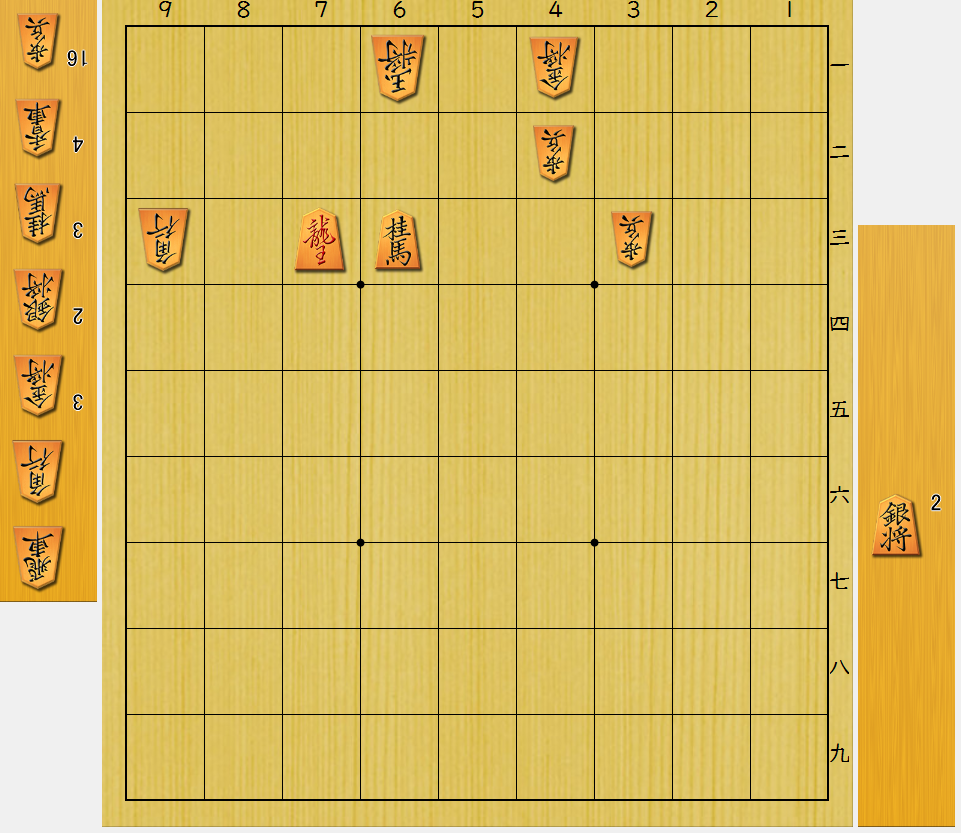 9 8 7 6 5 4 3 2 1
一
二
三
四
五
六
七
八
九
歩兵 16
香車 4
桂馬 3
銀将 2
金将 3
角行
飛車
玉将 金将
歩兵
角行 龍王 桂馬 歩兵
銀将 2